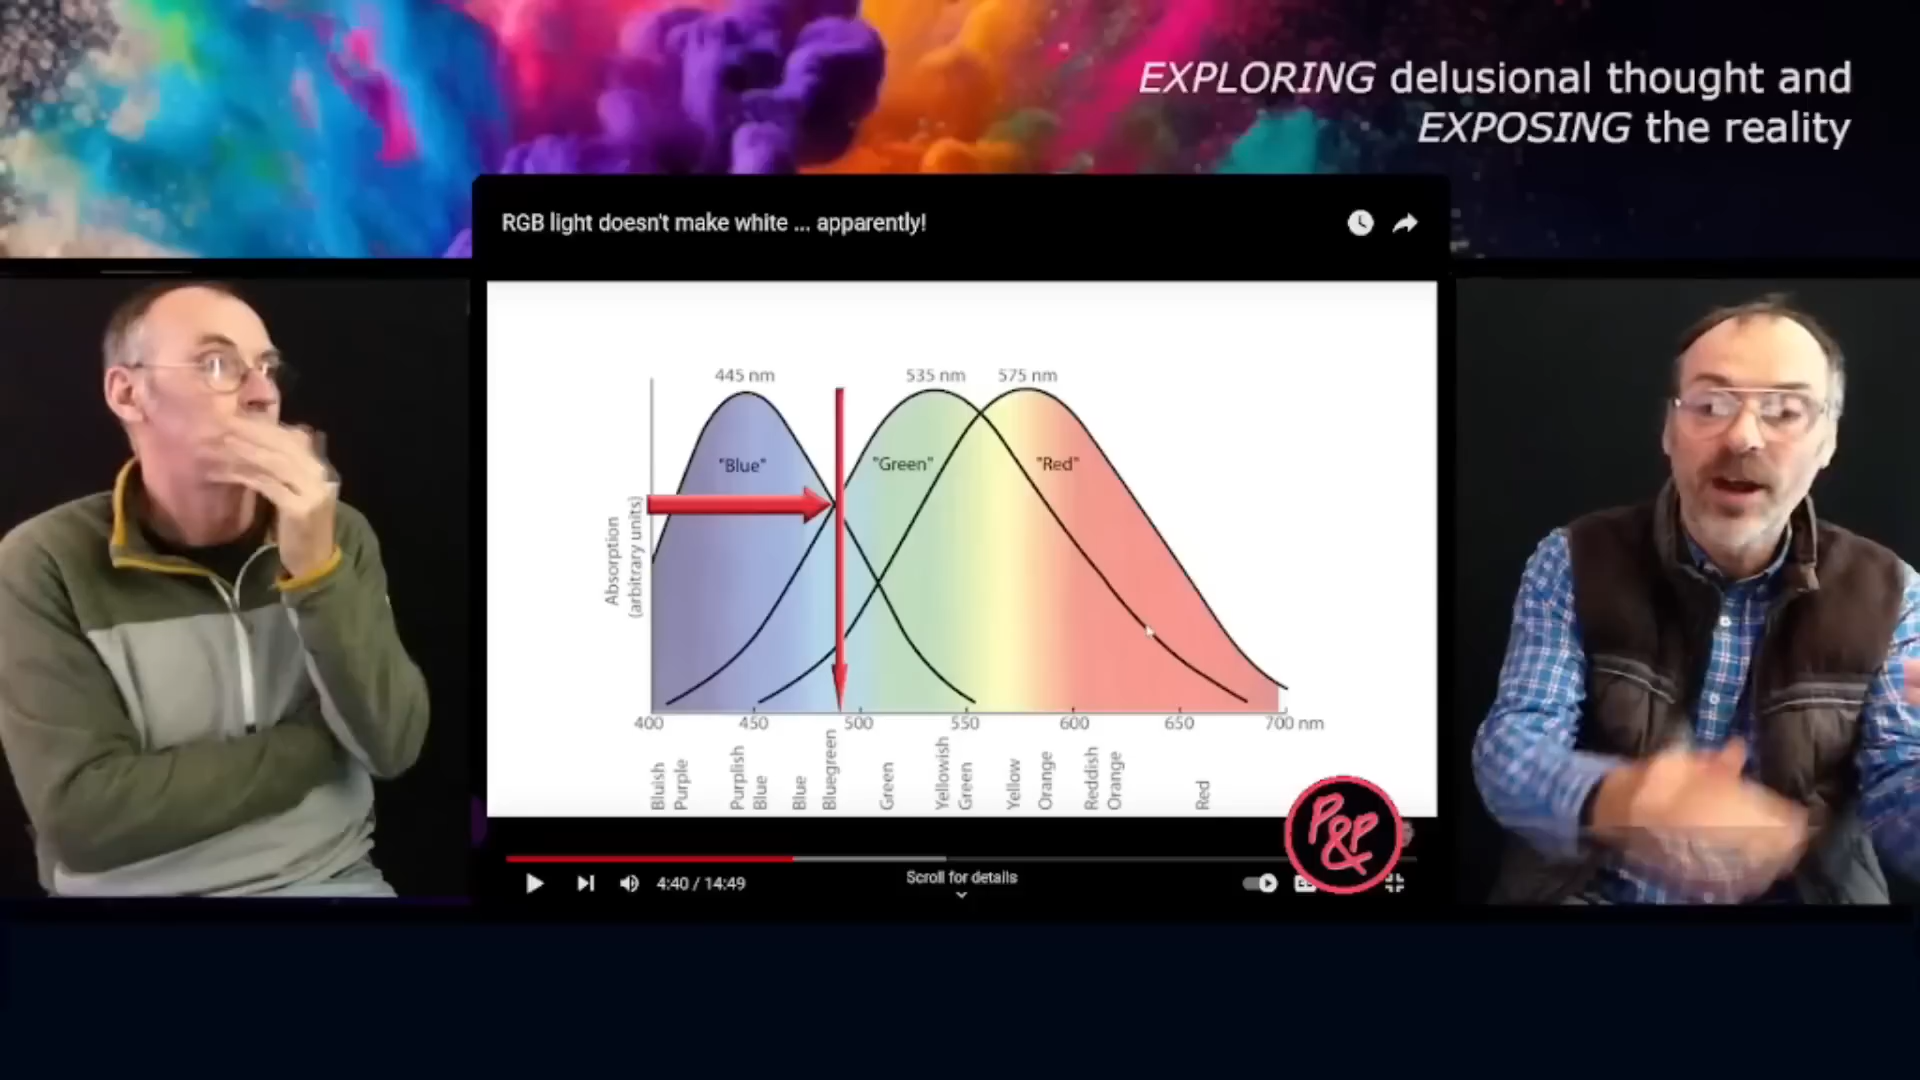 EXPLORING delusional thought and
EXPOSING the reality
RGB light doesn't make white ... apparently!
445 nm
535 nm
575 nm
"Blue"
"Green"
"Red"
Absorption
(arbitrary units)
400
450
500
550
600
650
700 nm
Bluish
Purple
Purplish
Blue
Blue
Bluegreen
Green
Yellowish
Green
Yellow
Orange
Reddish
Orange
Red
P&P
4:40 / 14:49
Scroll for details